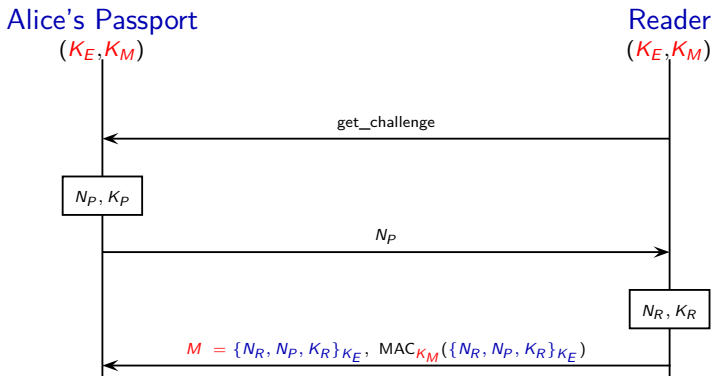 Alice's Passport Reader
(K_E,K_M) (K_E,K_M)
get_challenge
N_P, K_P
N_P
N_R, K_R
M = {N_R, N_P, K_R}_{K_E}, MAC_{K_M}({N_R, N_P, K_R}_{K_E})